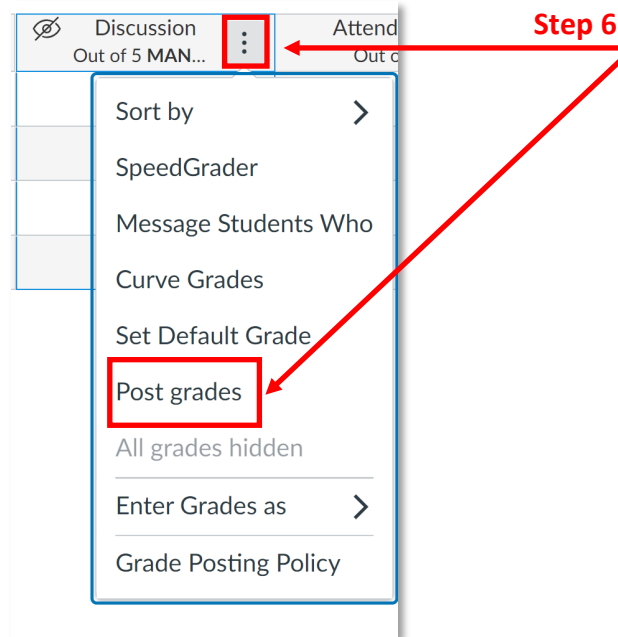 Discussion
Out of 5 MAN...
Attend
Out
Step 6
Sort by
SpeedGrader
Message Students Who
Curve Grades
Set Default Grade
Post grades
All grades hidden
Enter Grades as
Grade Posting Policy